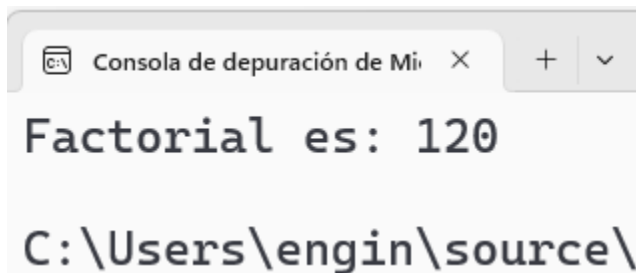 Consola de depuración de Mi
Factorial es: 120
C:\Users\engin\source\